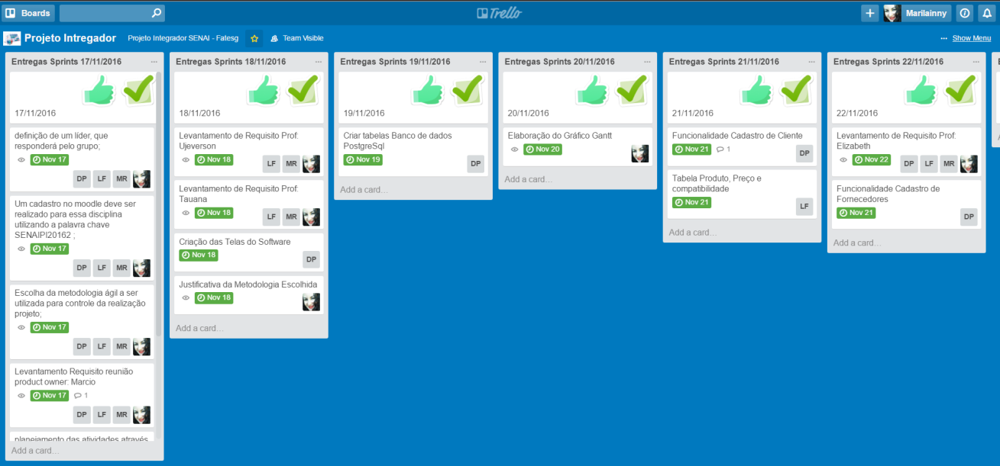 Boards
Trello
+
Marilainny
Projeto Intregador
Projeto Integrador SENAI - Fatesg
Team Visible
... Show Menu
Entregas Sprints 17/11/2016
...
17/11/2016
definição de um líder, que
responderá pelo grupo;
Nov 17
DP LF MR
Um cadastro no moodle deve ser
realizado para essa disciplina
utilizando a palavra chave
SENAIPI20162 ;
Nov 17
DP LF MR
Escolha da metodologia ágil a ser
utilizada para controle da realização
projeto;
Nov 17
DP LF MR
Levantamento Requisito reunião
product owner: Marcio
Nov 17 1
DP LF MR
planejamento das atividades através
Add a card...
Entregas Sprints 18/11/2016
...
18/11/2016
Levantamento de Requisito Prof:
Ujeverson
Nov 18
LF MR
Levantamento de Requisito Prof:
Tauana
Nov 18
LF MR
Criação das Telas do Software
Nov 18
DP
Justificativa da Metodologia Escolhida
Nov 18
Add a card...
Entregas Sprints 19/11/2016
...
19/11/2016
Criar tabelas Banco de dados
PostgreSql
Nov 19
DP
Add a card...
Entregas Sprints 20/11/2016
...
20/11/2016
Elaboração do Gráfico Gantt
Nov 20
Add a card...
Entregas Sprints 21/11/2016
...
21/11/2016
Funcionalidade Cadastro de Cliente
Nov 21 1
DP
Tabela Produto, Preço e
compatibilidade
Nov 21
LF
Add a card...
Entregas Sprints 22/11/2016
...
22/11/2016
Levantamento de Requisito Prof:
Elizabeth
Nov 22
DP LF MR
Funcionalidade Cadastro de
Fornecedores
Nov 21
DP
Add a card...